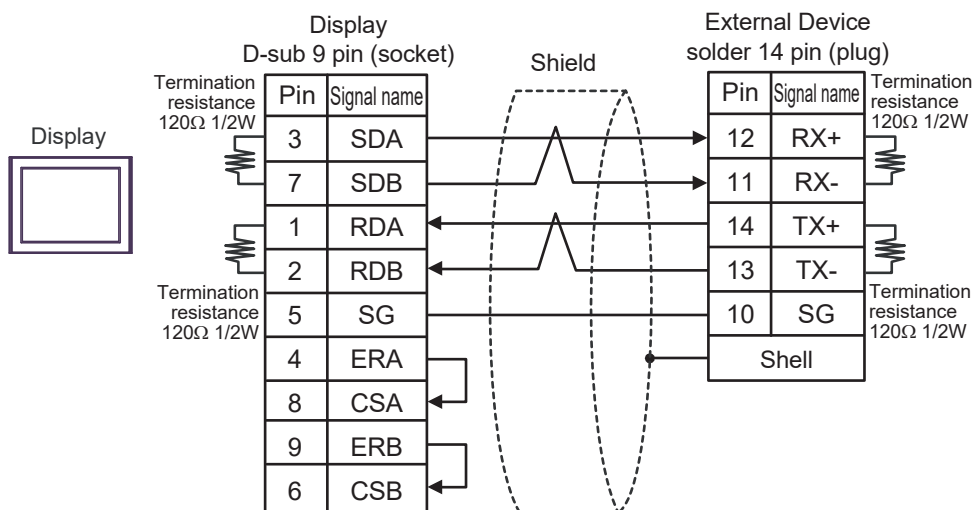 Display
Display
D-sub 9 pin (socket)
Termination
resistance
120Ω 1/2W
Pin Signal name
3 SDA
7 SDB
1 RDA
2 RDB
5 SG
4 ERA
8 CSA
9 ERB
6 CSB
Termination
resistance
120Ω 1/2W
Shield
External Device
solder 14 pin (plug)
Pin Signal name
12 RX+
11 RX-
14 TX+
13 TX-
10 SG
Shell
Termination
resistance
120Ω 1/2W
Termination
resistance
120Ω 1/2W